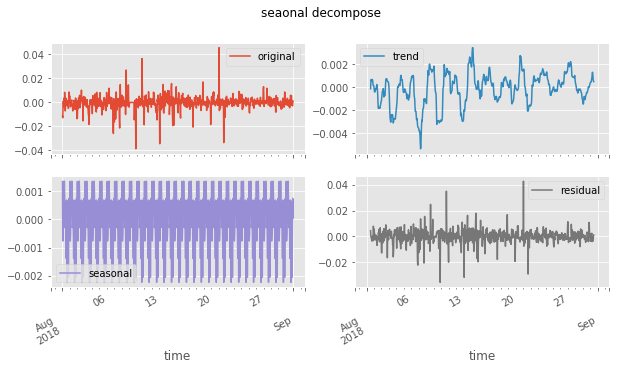 seaonal decompose
0.04
0.02
0.00
−0.02
−0.04
original
0.002
0.000
−0.002
−0.004
trend
0.001
0.000
−0.001
−0.002
seasonal
0.04
0.02
0.00
−0.02
residual
Aug
2018
06
13
20
27
Sep
time
Aug
2018
06
13
20
27
Sep
time